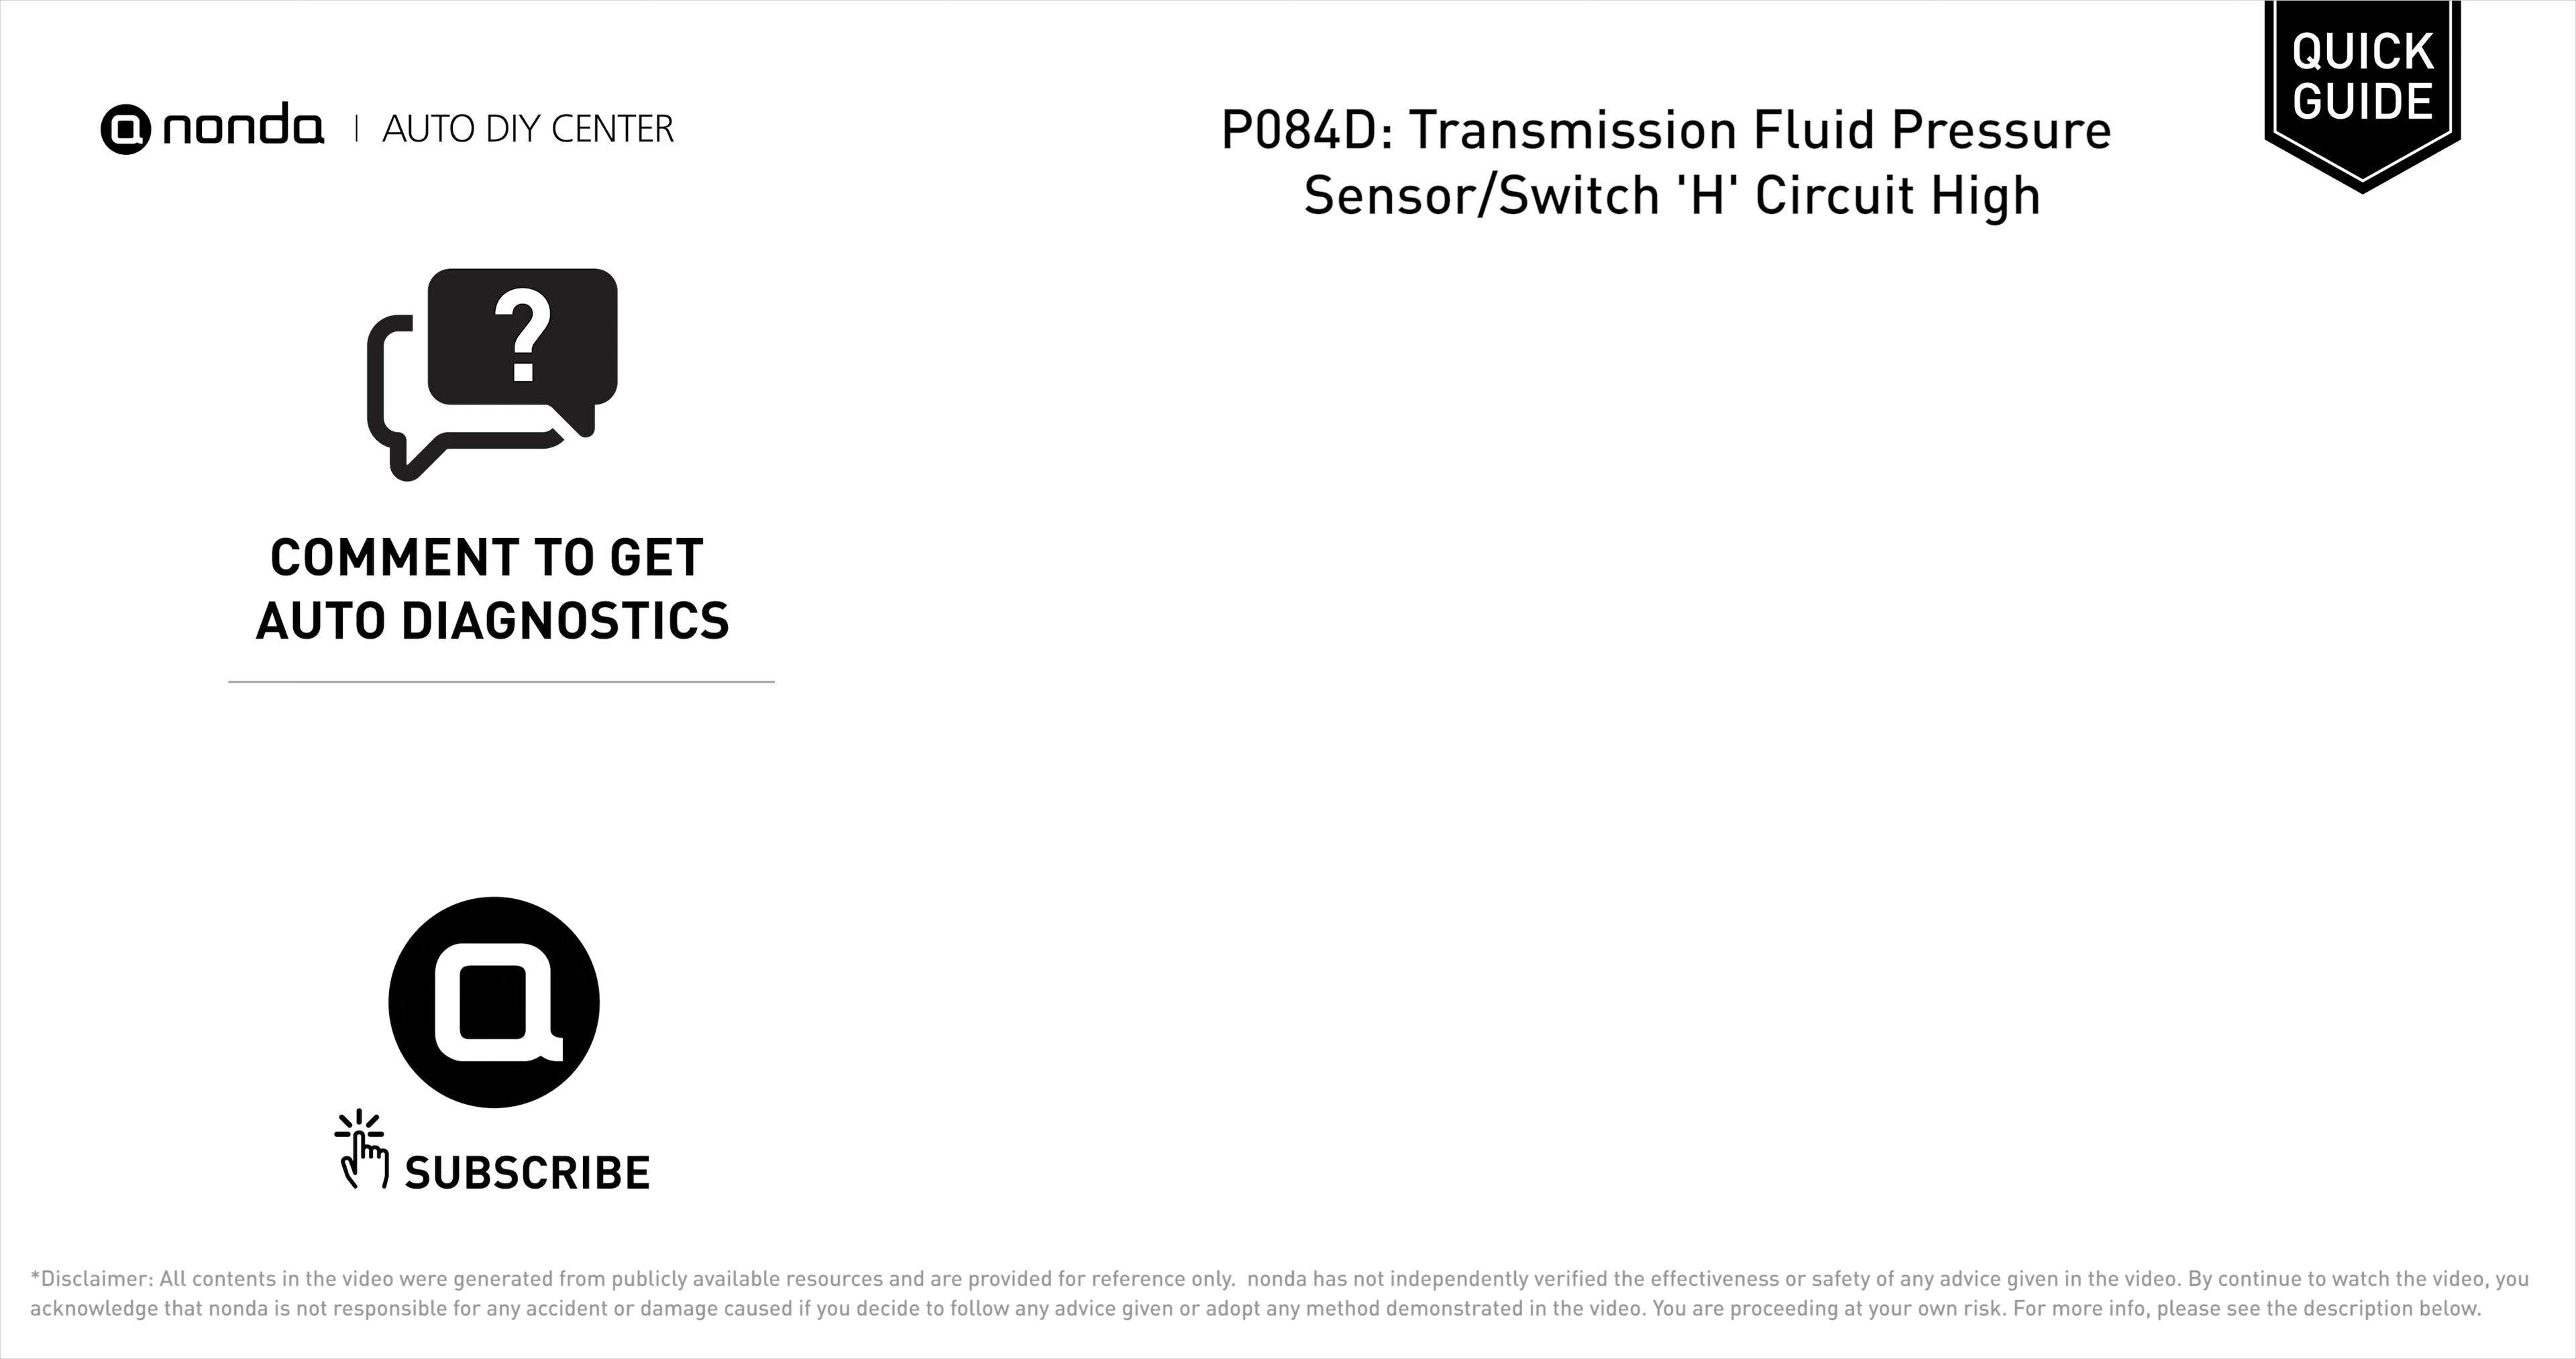 nonda | AUTO DIY CENTER
P084D: Transmission Fluid Pressure
Sensor/Switch 'H' Circuit High
QUICK
GUIDE
?
COMMENT TO GET
AUTO DIAGNOSTICS
SUBSCRIBE
*Disclaimer: All contents in the video were generated from publicly available resources and are provided for reference only. nonda has not independently verified the effectiveness or safety of any advice given in the video. By continue to watch the video, you
acknowledge that nonda is not responsible for any accident or damage caused if you decide to follow any advice given or adopt any method demonstrated in the video. You are proceeding at your own risk. For more info, please see the description below.